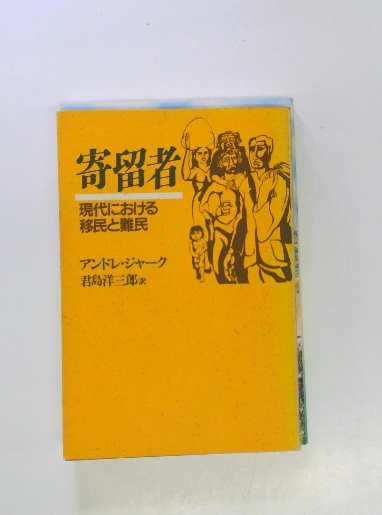 寄留者
現代における
移民と難民
アンドレ・ジャーク
君島洋三郎訳